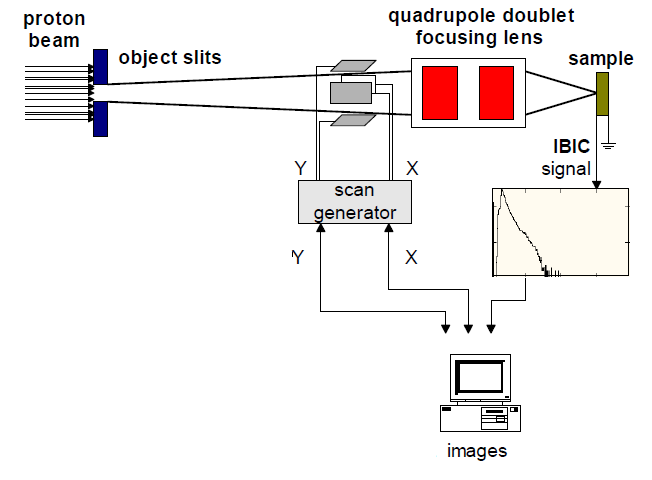 proton
beam
object slits
quadrupole doublet
focusing lens
sample
IBIC
signal
Y
X
scan
generator
Y
X
images